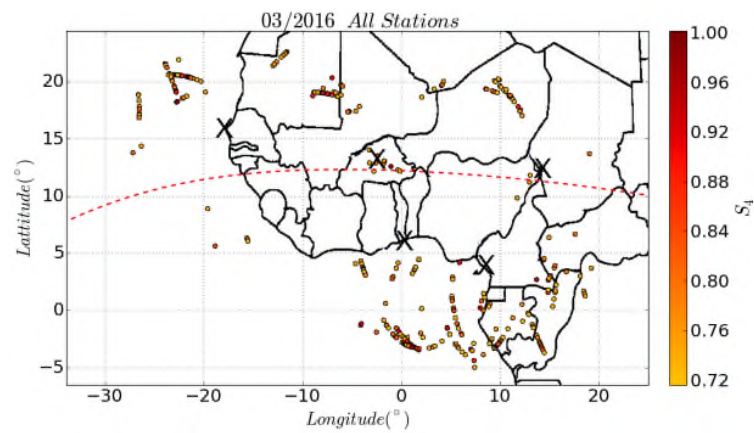 03/2016 All Stations
Lattitude(°)
20
15
10
5
0
−5
−30
−20
−10
0
10
20
Longitude(°)
X
X
X
X
X
1.00
0.96
0.92
0.88
0.84
0.80
0.76
0.72
S₄